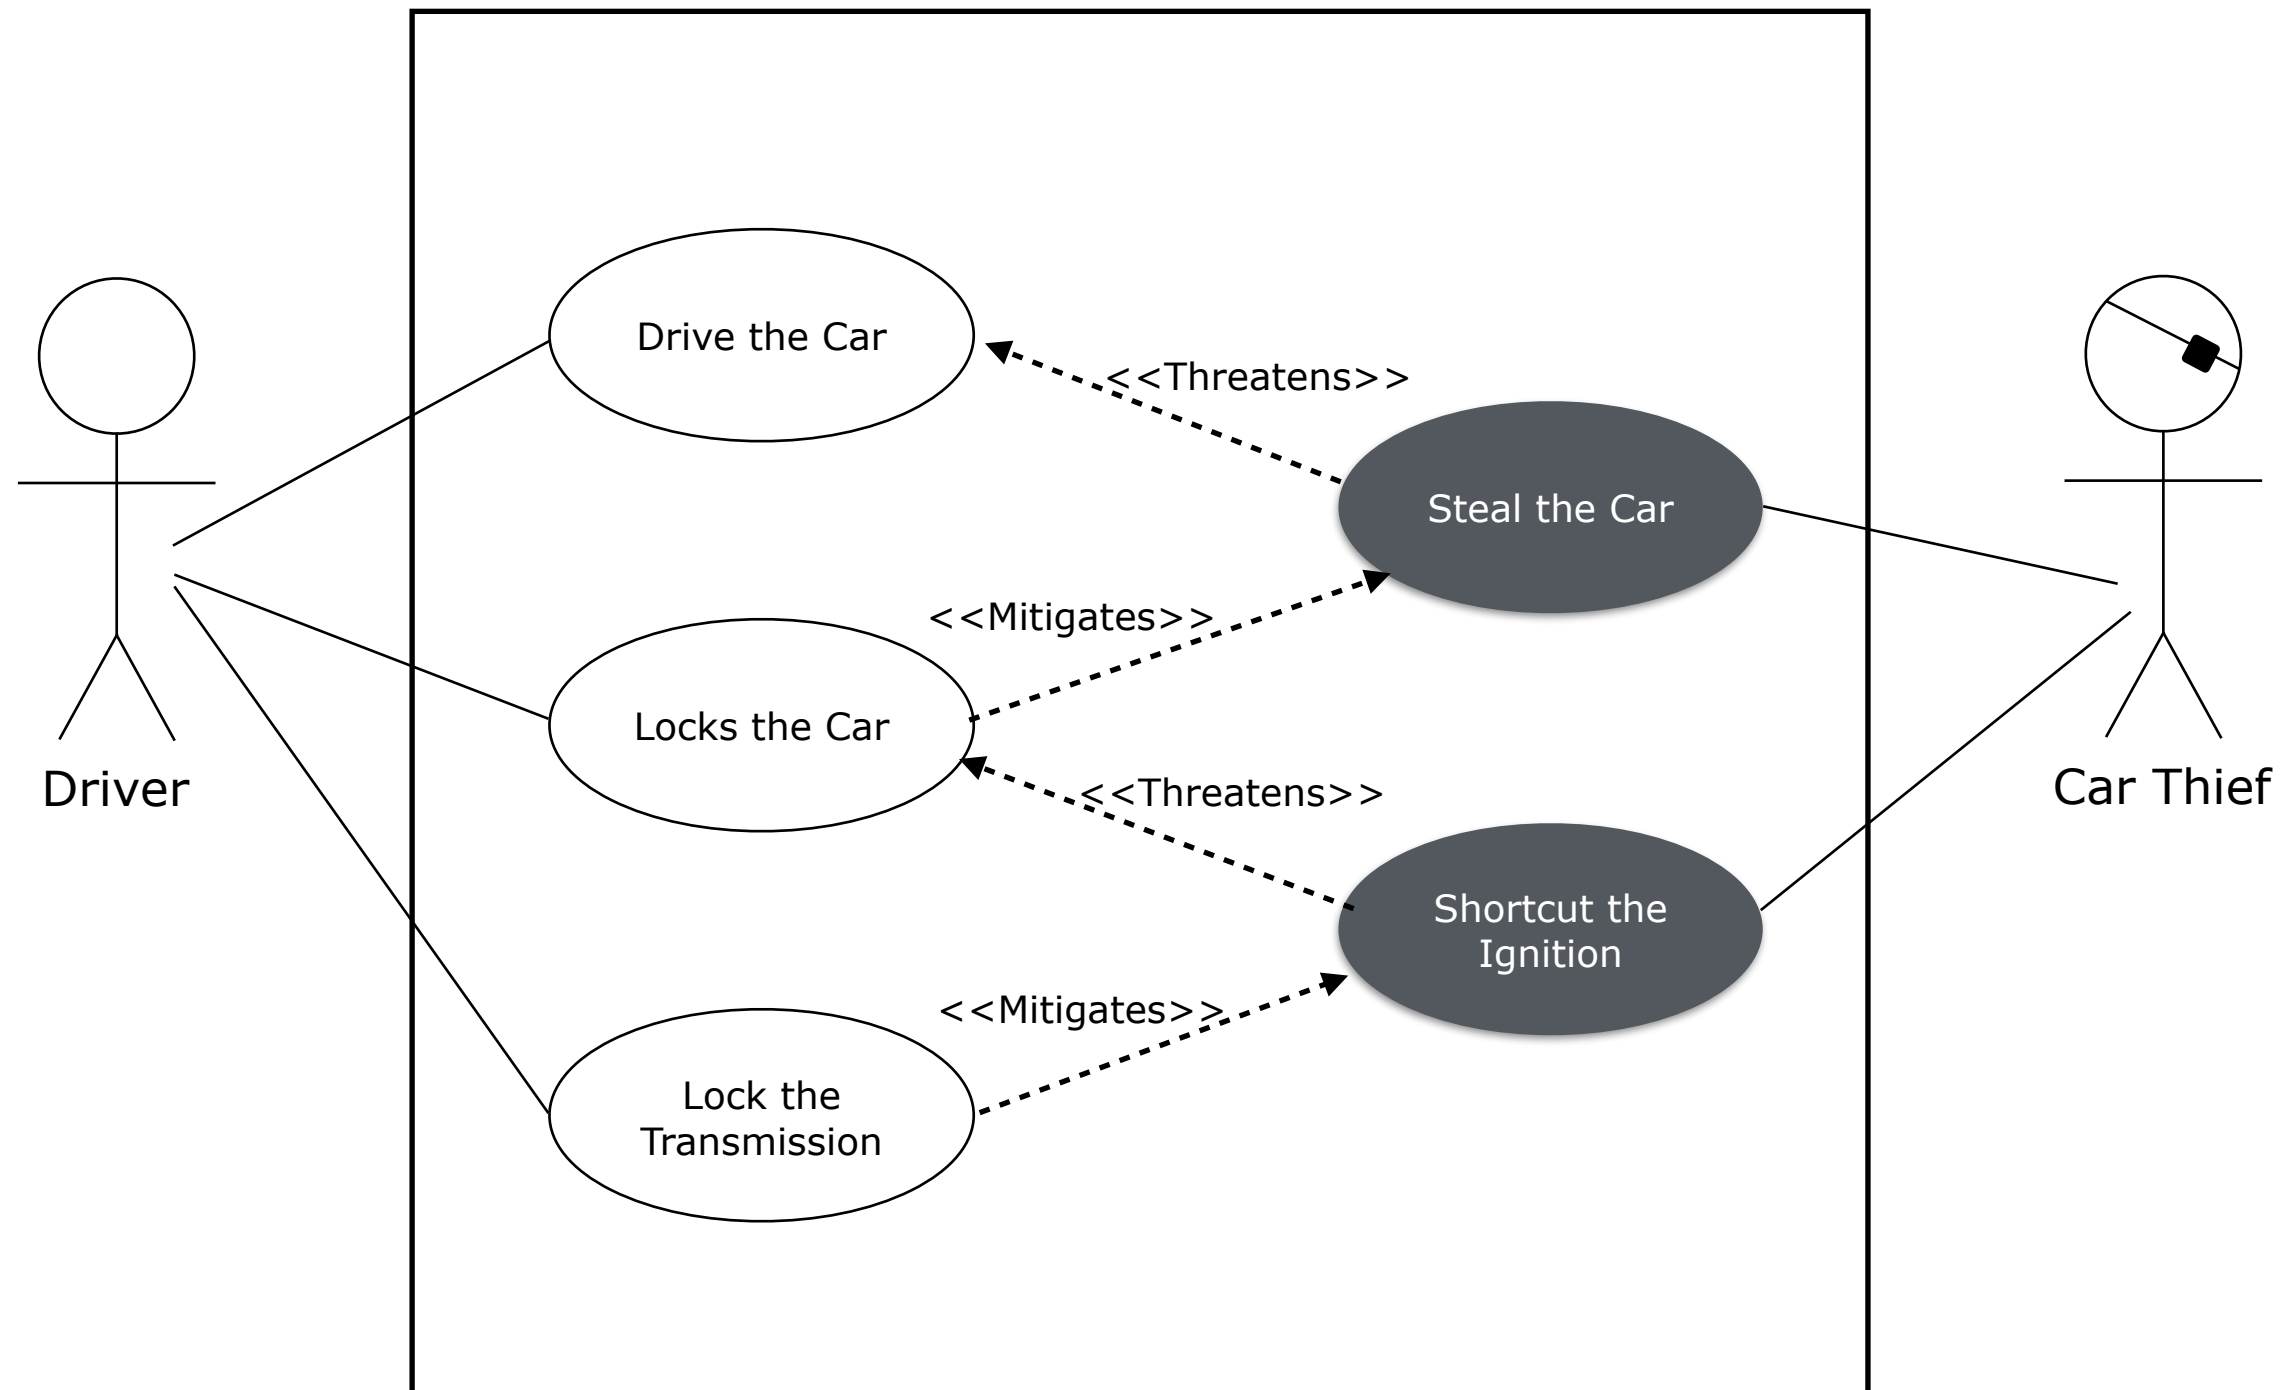 Drive the Car
<<Threatens>>
Steal the Car
<<Mitigates>>
Locks the Car
Driver
<<Threatens>>
Car Thief
Shortcut the
Ignition
<<Mitigates>>
Lock the
Transmission